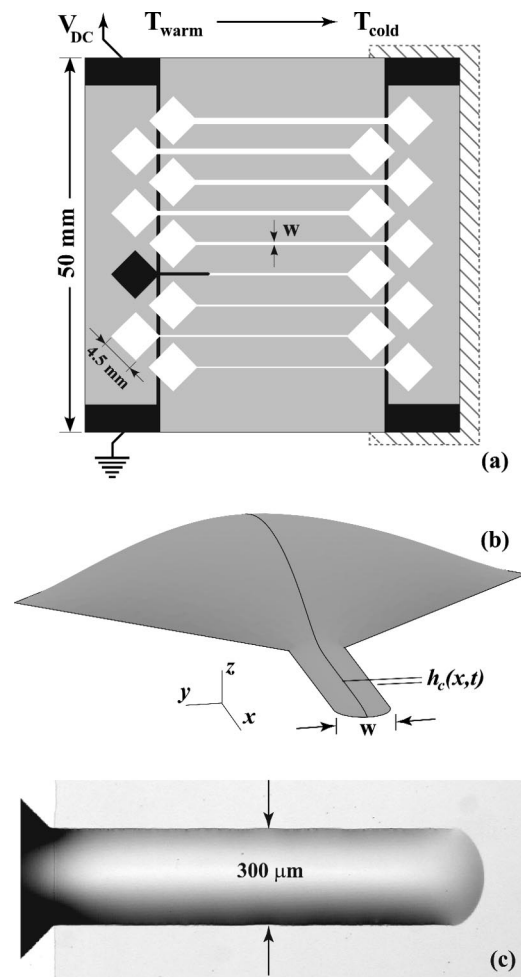 V_DC T_warm T_cold
50 mm
w
4.5 mm
(a)
(b)
z
y
x
h_c(x,t)
w
300 µm
(c)